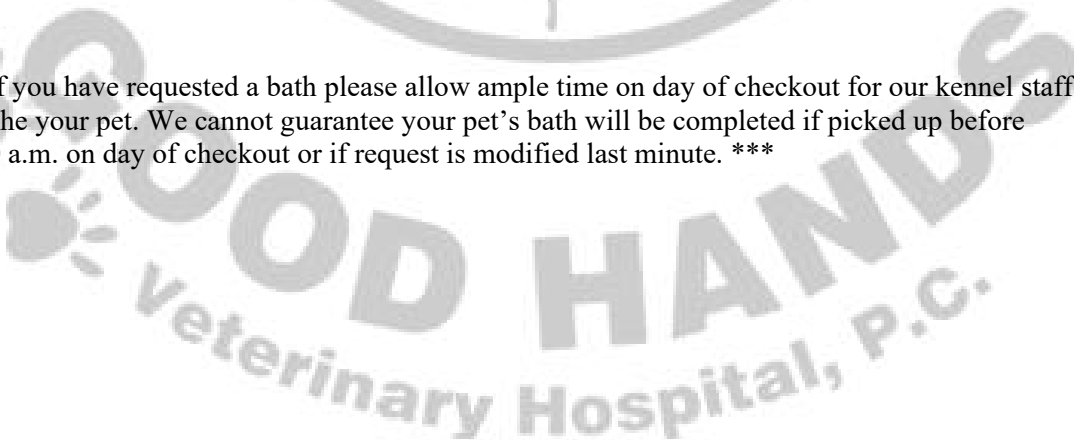 f you have requested a bath please allow ample time on day of checkout for our kennel staff
he your pet. We cannot guarantee your pet’s bath will be completed if picked up before
a.m. on day of checkout or if request is modified last minute. ***
GOOD HANDS
Veterinary Hospital, P.C.